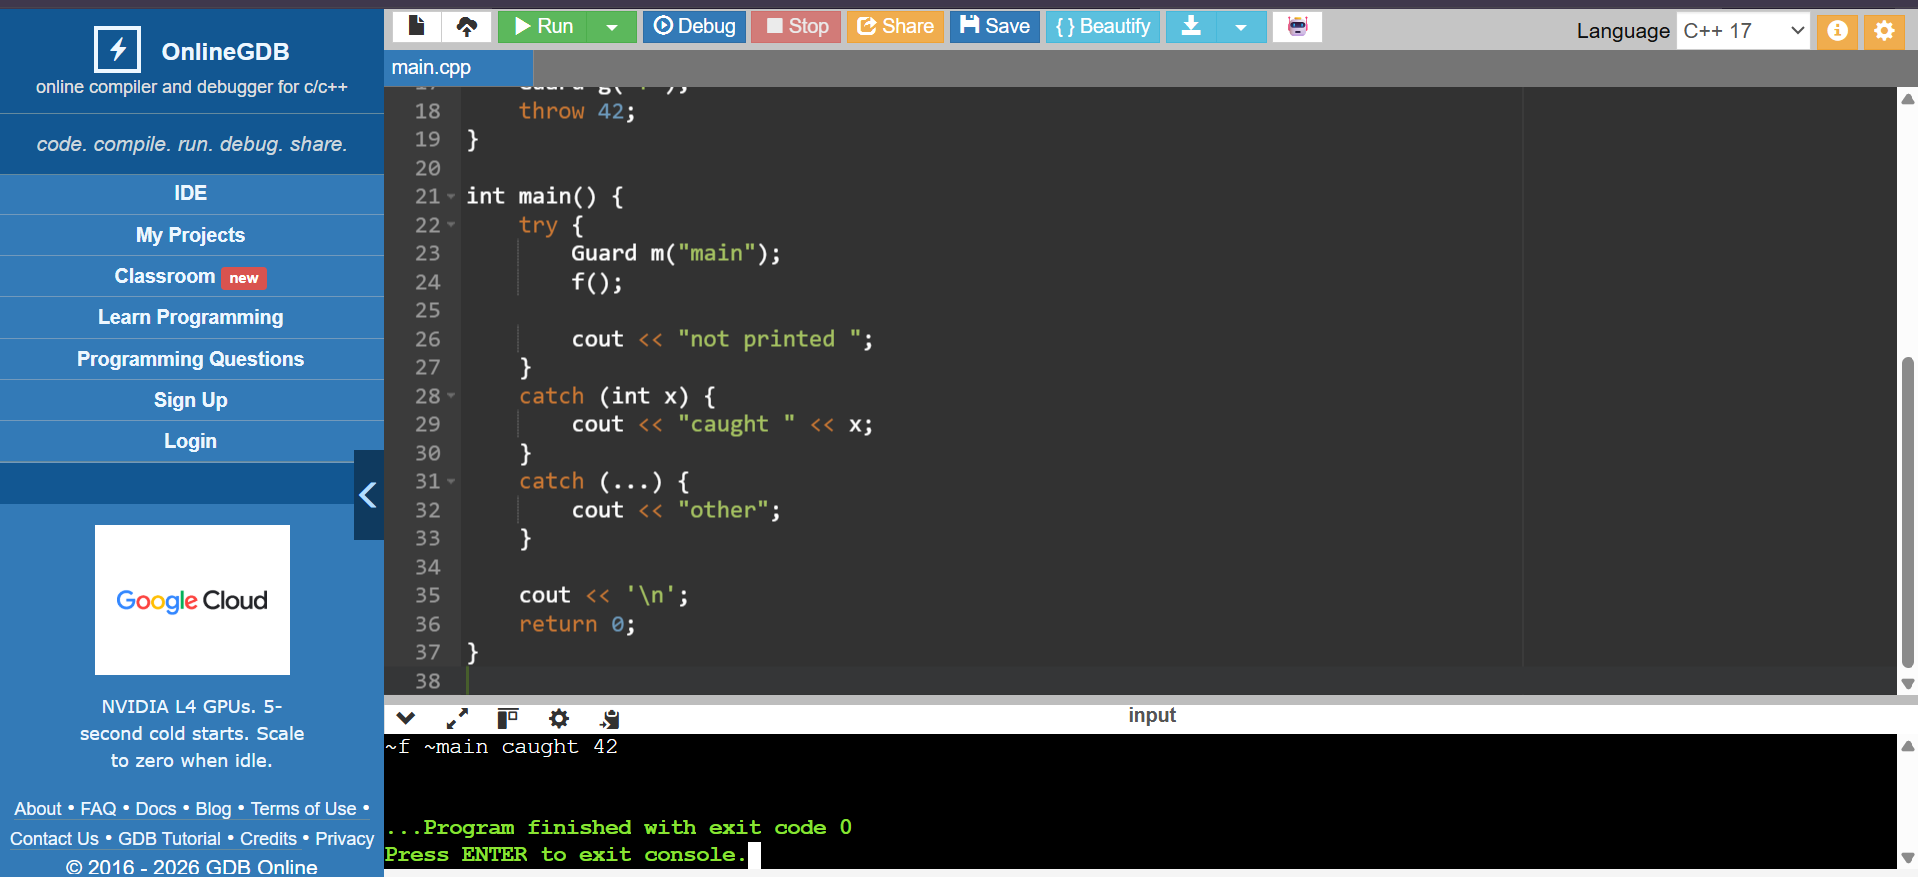 OnlineGDB
online compiler and debugger for c/c++
code. compile. run. debug. share.
IDE
My Projects
Classroom new
Learn Programming
Programming Questions
Sign Up
Login
Google Cloud
NVIDIA L4 GPUs. 5-
second cold starts. Scale
to zero when idle.
About • FAQ • Docs • Blog • Terms of Use •
Contact Us • GDB Tutorial • Credits • Privacy
© 2016 - 2026 GDB Online
Run Debug Stop Share Save { } Beautify Language C++ 17
main.cpp
18     throw 42;
19 }
20
21 int main() {
22     try {
23         Guard m("main");
24         f();
25
26         cout << "not printed ";
27     }
28     catch (int x) {
29         cout << "caught " << x;
30     }
31     catch (...) {
32         cout << "other";
33     }
34
35     cout << '\n';
36     return 0;
37 }
38
input
~f ~main caught 42
...Program finished with exit code 0
Press ENTER to exit console.